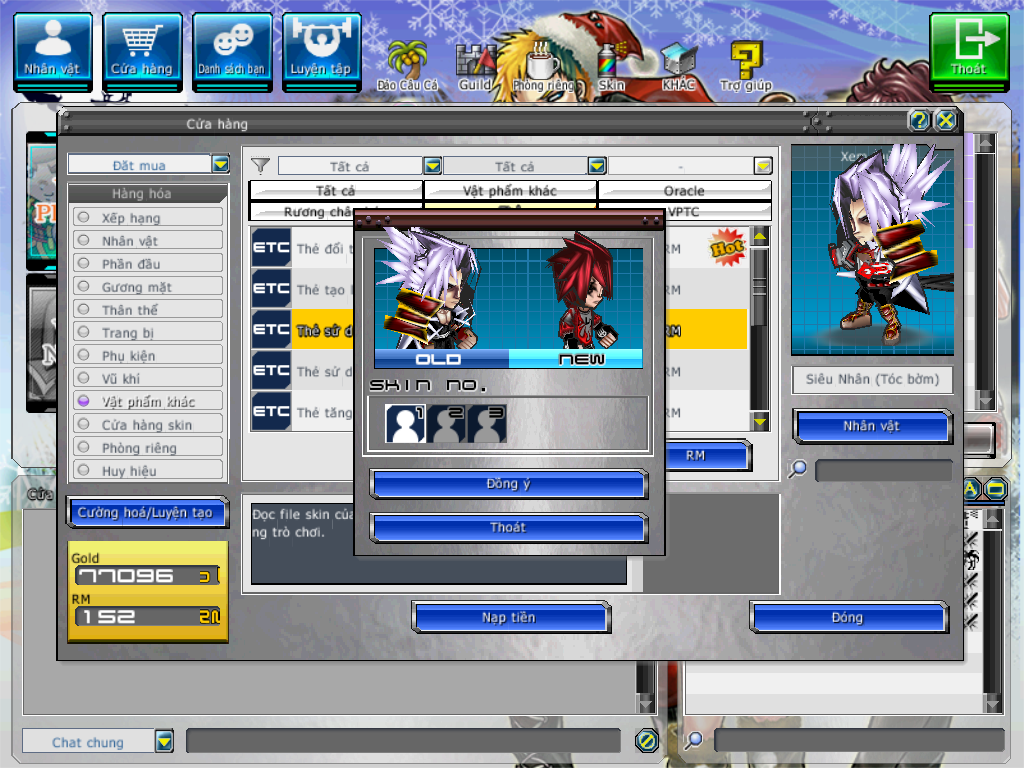 Nhân vật
Cửa hàng
Danh sách bạn
Luyện tập
Đảo Câu Cá
Guild
Phòng riêng
Skin
KHÁC
Trợ giúp
Thoát
Cửa hàng
Đặt mua
Hàng hóa
Xếp hạng
Nhân vật
Phần đầu
Gương mặt
Thân thể
Trang bị
Phụ kiện
Vũ khí
Vật phẩm khác
Cửa hàng skin
Phòng riêng
Huy hiệu
Cường hoá/Luyện tạo
Gold
77096
RM
152
Tất cả
Tất cả
-
Tất cả
Vật phẩm khác
Oracle
Rương
VPTC
ETC Thẻ đổi
RM
Hot
ETC Thẻ tạo
RM
ETC Thẻ sử
RM
ETC Thẻ sử
RM
ETC Thẻ tăng
RM
OLD
NEW
SKIN NO.
1
2
3
Đồng ý
Thoát
RM
Đọc file skin của
ng trò chơi.
Siêu Nhân (Tóc bờm)
Nhân vật
Nạp tiền
Đóng
Chat chung